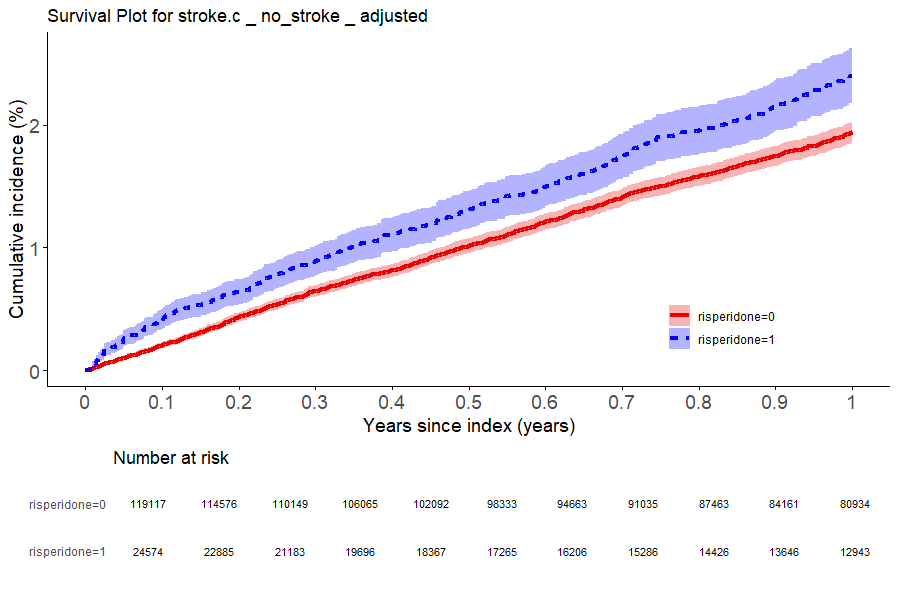 Survival Plot for stroke.c _ no_stroke _ adjusted
Cumulative incidence (%)
2
1
0
risperidone=0
risperidone=1
0 0.1 0.2 0.3 0.4 0.5 0.6 0.7 0.8 0.9 1
Years since index (years)
Number at risk
risperidone=0 119117 114576 110149 106065 102092 98333 94663 91035 87463 84161 80934
risperidone=1 24574 22885 21183 19696 18367 17265 16206 15286 14426 13646 12943